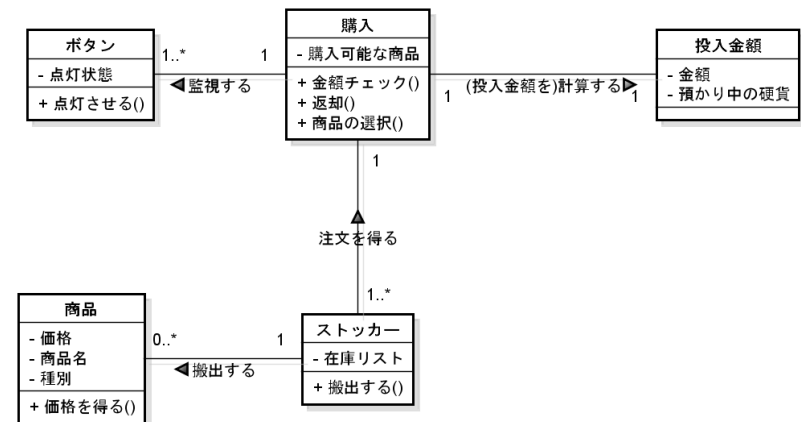 ボタン
- 点灯状態
+ 点灯させる()
1..*
1
監視する
購入
- 購入可能な商品
+ 金額チェック()
+ 返却()
+ 商品の選択()
1
(投入金額を)計算する
1
投入金額
- 金額
- 預かり中の硬貨
1
注文を得る
1..*
商品
- 価格
- 商品名
- 種別
+ 価格を得る()
0..*
1
搬出する
ストッカー
- 在庫リスト
+ 搬出する()